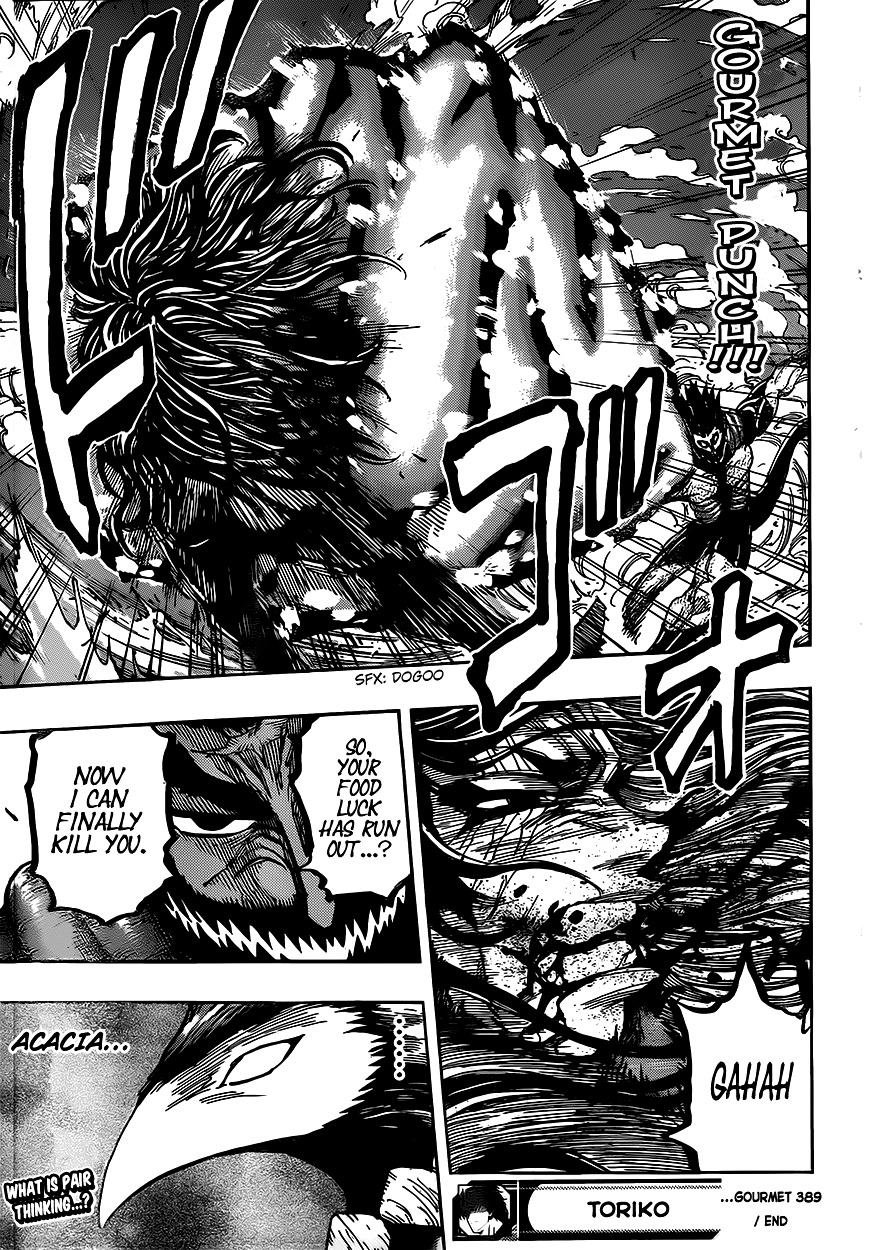 GOURMET PUNCH!!!!
ドゴォ
SFX: DOGOO
GAHAH
SO,
YOUR
FOOD
LUCK
HAS RUN
OUT...?
NOW
I CAN
FINALLY
KILL YOU.
ACACIA...
WHAT IS PAIR
THINKING...?
TORIKO
...GOURMET 389
/ END